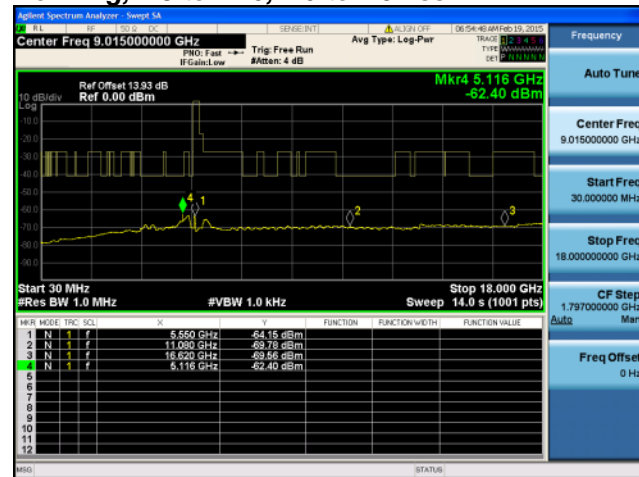 Agilent Spectrum Analyzer - Swept SA
RL RF 50 Ω DC SENSE:INT ALIGN OFF 06:54:48 AM Feb 19, 2015
Center Freq 9.015000000 GHz
PNO: Fast
IFGain:Low
Trig: Free Run
#Atten: 4 dB
Avg Type: Log-Pwr
TRACE 1 2 3 4 5 6
TYPE
DET P N N N N N
Mkr4 5.116 GHz
-62.40 dBm
Ref Offset 13.93 dB
10 dB/div Ref 0.00 dBm
Log
-10.0
-20.0
-30.0
-40.0
-50.0
-60.0
-70.0
-80.0
-90.0
4 1 2 3
Start 30 MHz Stop 18.000 GHz
#Res BW 1.0 MHz #VBW 1.0 kHz Sweep 14.0 s (1001 pts)
MKR MODE TRC SCL X Y FUNCTION FUNCTION WIDTH FUNCTION VALUE
1 N 1 f 5.550 GHz -64.15 dBm
2 N 1 f 11.080 GHz -69.78 dBm
3 N 1 f 16.620 GHz -69.56 dBm
4 N 1 f 5.116 GHz -62.40 dBm
5
6
7
8
9
10
11
12
MSG STATUS
Frequency
Auto Tune
Center Freq
9.015000000 GHz
Start Freq
30.000000 MHz
Stop Freq
18.000000000 GHz
CF Step
1.797000000 GHz
Auto Man
Freq Offset
0 Hz